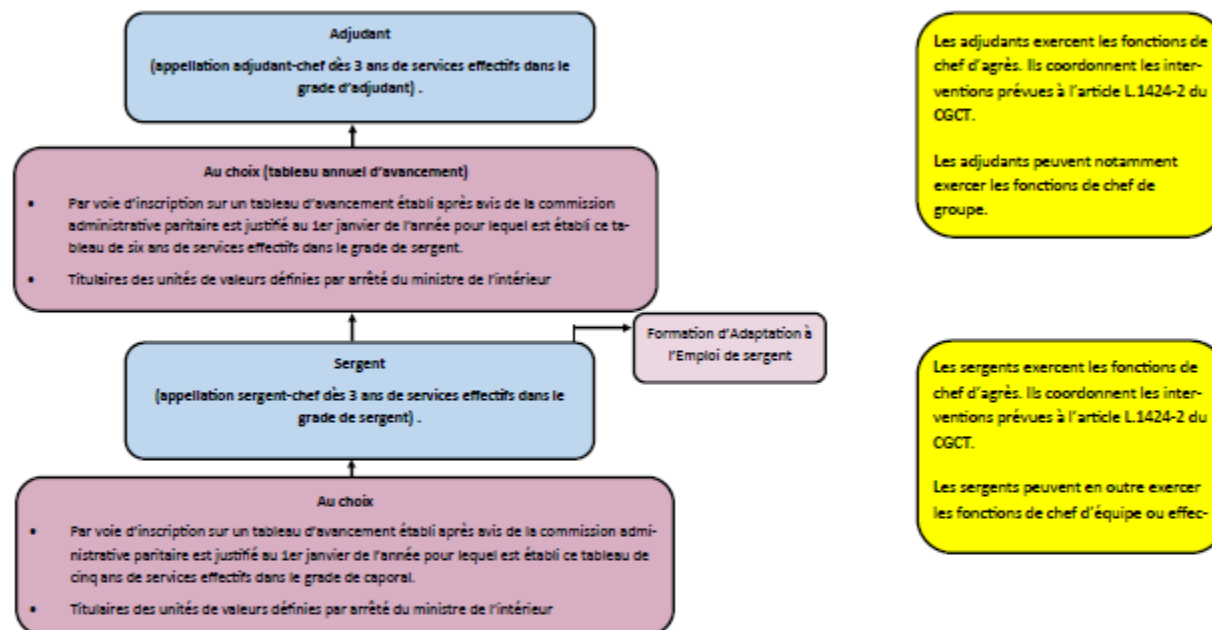 Adjudant
(appellation adjudant-chef dès 3 ans de services effectifs dans le
grade d'adjudant) .
Les adjudants exercent les fonctions de
chef d'agrès. Ils coordonnent les inter-
ventions prévues à l'article L.1424-2 du
CGCT.
Les adjudants peuvent notamment
exercer les fonctions de chef de
groupe.
Au choix (tableau annuel d'avancement)
• Par voie d'inscription sur un tableau d'avancement établi après avis de la commission
administrative paritaire est justifié au 1er janvier de l'année pour lequel est établi ce ta-
bleau de six ans de services effectifs dans le grade de sergent.
• Titulaires des unités de valeurs définies par arrêté du ministre de l'intérieur
Formation d'Adaptation à
l'Emploi de sergent
Sergent
(appellation sergent-chef dès 3 ans de services effectifs dans le
grade de sergent) .
Les sergents exercent les fonctions de
chef d'agrès. Ils coordonnent les inter-
ventions prévues à l'article L.1424-2 du
CGCT.
Les sergents peuvent en outre exercer
les fonctions de chef d'équipe ou effec-
Au choix
• Par voie d'inscription sur un tableau d'avancement établi après avis de la commission admi-
nistrative paritaire est justifié au 1er janvier de l'année pour lequel est établi ce tableau de
cinq ans de services effectifs dans le grade de caporal.
• Titulaires des unités de valeurs définies par arrêté du ministre de l'intérieur